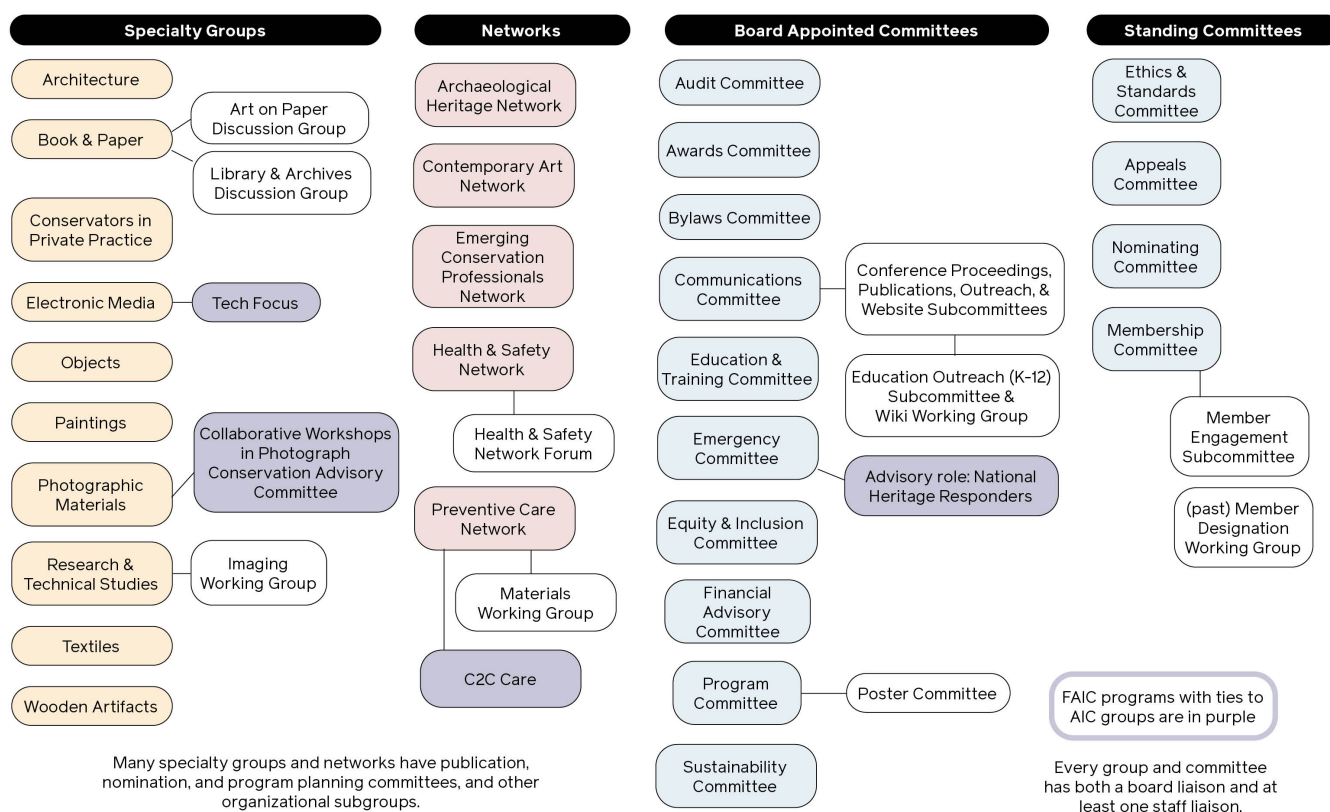 Specialty Groups
Architecture
Book & Paper
Art on Paper
Discussion Group
Library & Archives
Discussion Group
Conservators in
Private Practice
Electronic Media
Tech Focus
Objects
Paintings
Collaborative Workshops
in Photograph
Conservation Advisory
Committee
Photographic
Materials
Research &
Technical Studies
Imaging
Working Group
Textiles
Wooden Artifacts
Many specialty groups and networks have publication,
nomination, and program planning committees, and other
organizational subgroups.
Networks
Archaeological
Heritage Network
Contemporary Art
Network
Emerging
Conservation
Professionals
Network
Health & Safety
Network
Health & Safety
Network Forum
Preventive Care
Network
Materials
Working Group
C2C Care
Board Appointed Committees
Audit Committee
Awards Committee
Bylaws Committee
Communications
Committee
Conference Proceedings,
Publications, Outreach, &
Website Subcommittees
Education Outreach (K-12)
Subcommittee &
Wiki Working Group
Education &
Training Committee
Emergency
Committee
Advisory role: National
Heritage Responders
Equity & Inclusion
Committee
Financial
Advisory
Committee
Program
Committee
Poster Committee
Sustainability
Committee
Standing Committees
Ethics &
Standards
Committee
Appeals
Committee
Nominating
Committee
Membership
Committee
Member
Engagement
Subcommittee
(past) Member
Designation
Working Group
FAIC programs with ties to
AIC groups are in purple
Every group and committee
has both a board liaison and at
least one staff liaison.